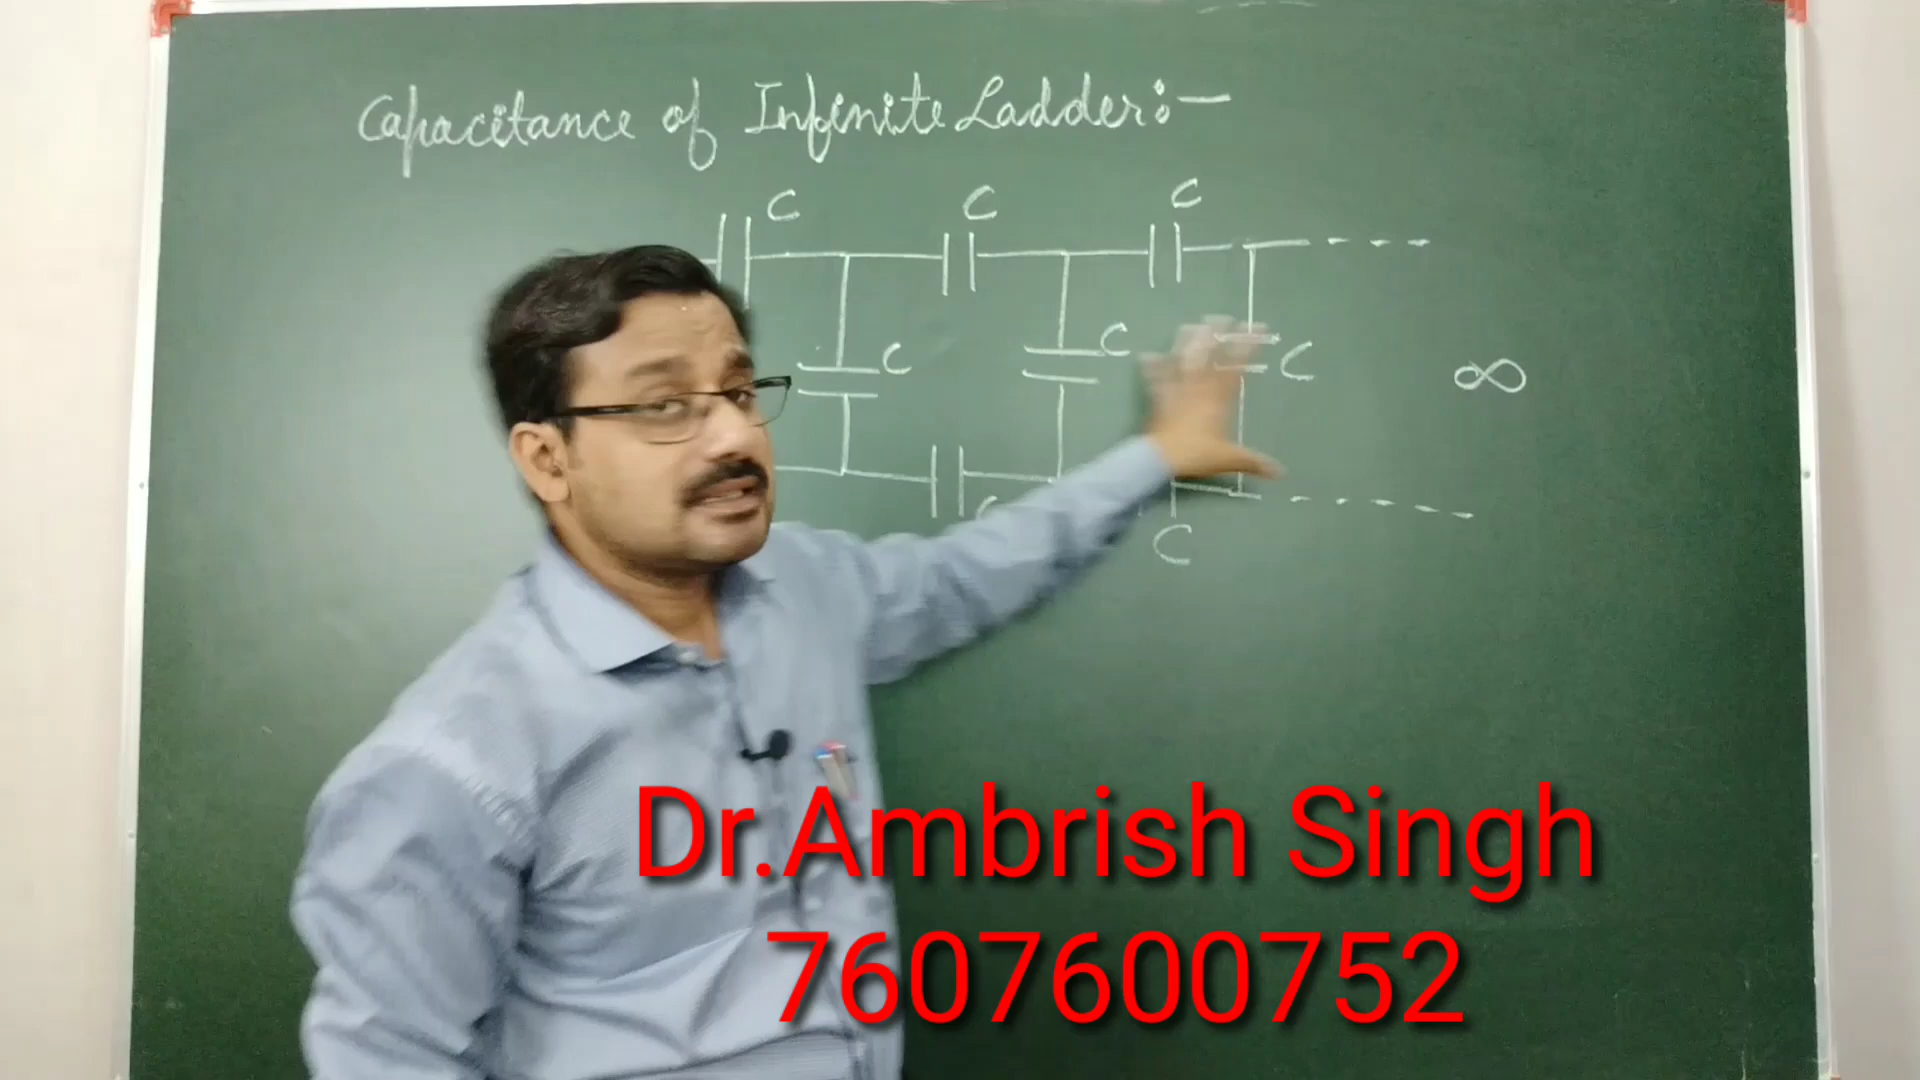 Capacitance of Infinite Ladder:-
C C C
C C C
∞
C
Dr.Ambrish Singh
7607600752